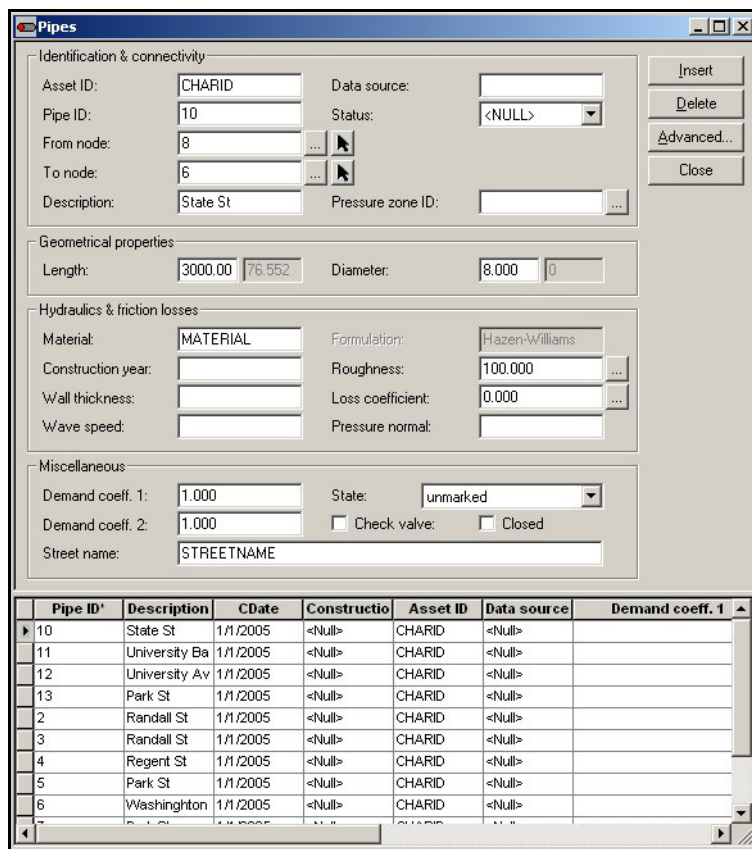 Pipes
Identification & connectivity
Asset ID: CHARID Data source:
Pipe ID: 10 Status: <NULL>
From node: 8 ...
To node: 6 ...
Description: State St Pressure zone ID: ...
Insert
Delete
Advanced...
Close
Geometrical properties
Length: 3000.00 76.552 Diameter: 8.000 0
Hydraulics & friction losses
Material: MATERIAL Formulation: Hazen-Williams
Construction year: Roughness: 100.000 ...
Wall thickness: Loss coefficient: 0.000 ...
Wave speed: Pressure normal:
Miscellaneous
Demand coeff. 1: 1.000 State: unmarked
Demand coeff. 2: 1.000 Check valve: Closed
Street name: STREETNAME
Pipe ID* Description CDate Constructio Asset ID Data source Demand coeff. 1
10 State St 1/1/2005 <Null> CHARID <Null>
11 University Ba 1/1/2005 <Null> CHARID <Null>
12 University Av 1/1/2005 <Null> CHARID <Null>
13 Park St 1/1/2005 <Null> CHARID <Null>
2 Randall St 1/1/2005 <Null> CHARID <Null>
3 Randall St 1/1/2005 <Null> CHARID <Null>
4 Regent St 1/1/2005 <Null> CHARID <Null>
5 Park St 1/1/2005 <Null> CHARID <Null>
6 Washinghton 1/1/2005 <Null> CHARID <Null>